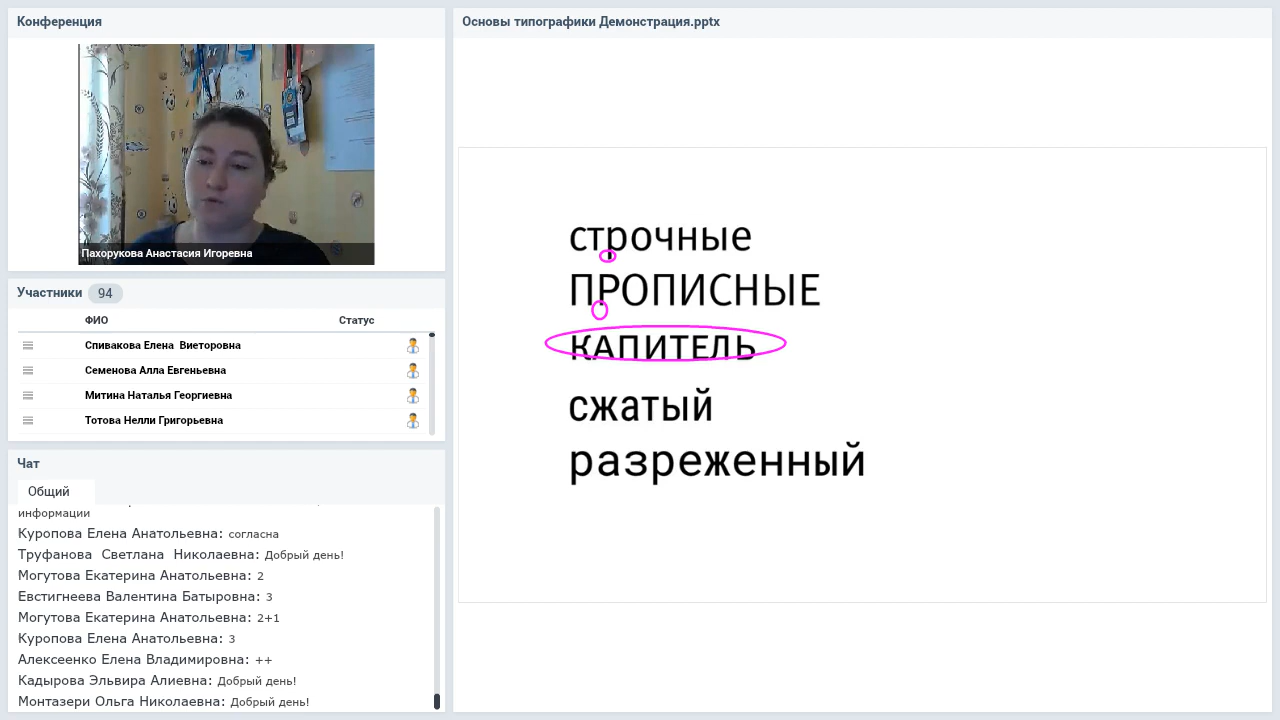 Конференция
Пахорукова Анастасия Игоревна
Участники 94
ФИО Статус
Спивакова Елена Виеторовна
Семенова Алла Евгеньевна
Митина Наталья Георгиевна
Тотова Нелли Григорьевна
Чат
Общий
информации
Куропова Елена Анатольевна: согласна
Труфанова Светлана Николаевна: Добрый день!
Могутова Екатерина Анатольевна: 2
Евстигнеева Валентина Батыровна: 3
Могутова Екатерина Анатольевна: 2+1
Куропова Елена Анатольевна: 3
Алексеенко Елена Владимировна: ++
Кадырова Эльвира Алиевна: Добрый день!
Монтазери Ольга Николаевна: Добрый день!
Основы типографики Демонстрация.pptx
строчные
ПРОПИСНЫЕ
КАПИТЕЛЬ
сжатый
разреженный